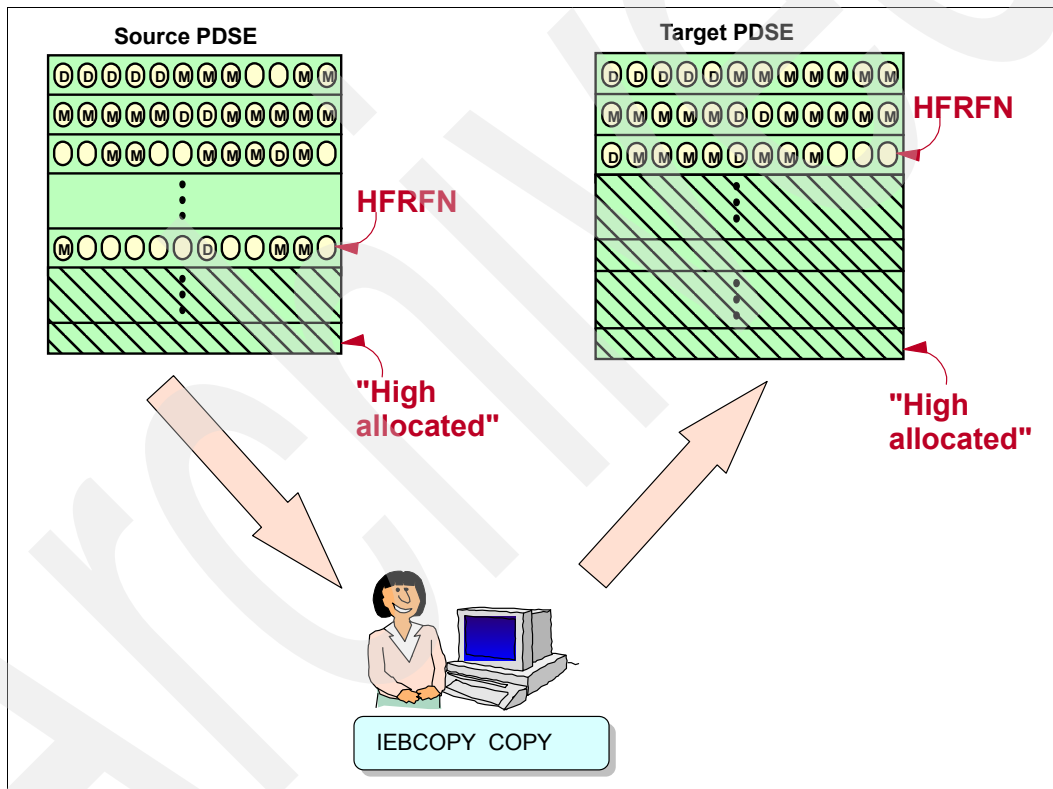 Source PDSE
D D D D D M M M M M
M M M M M D D M M M M M
M M M M M D M
HFRFN
M D M M
"High
allocated"
Target PDSE
D D D D D M M M M M M M
M M M M M D D M M M M M
HFRFN
D M M M M D M M M
"High
allocated"
IEBCOPY COPY